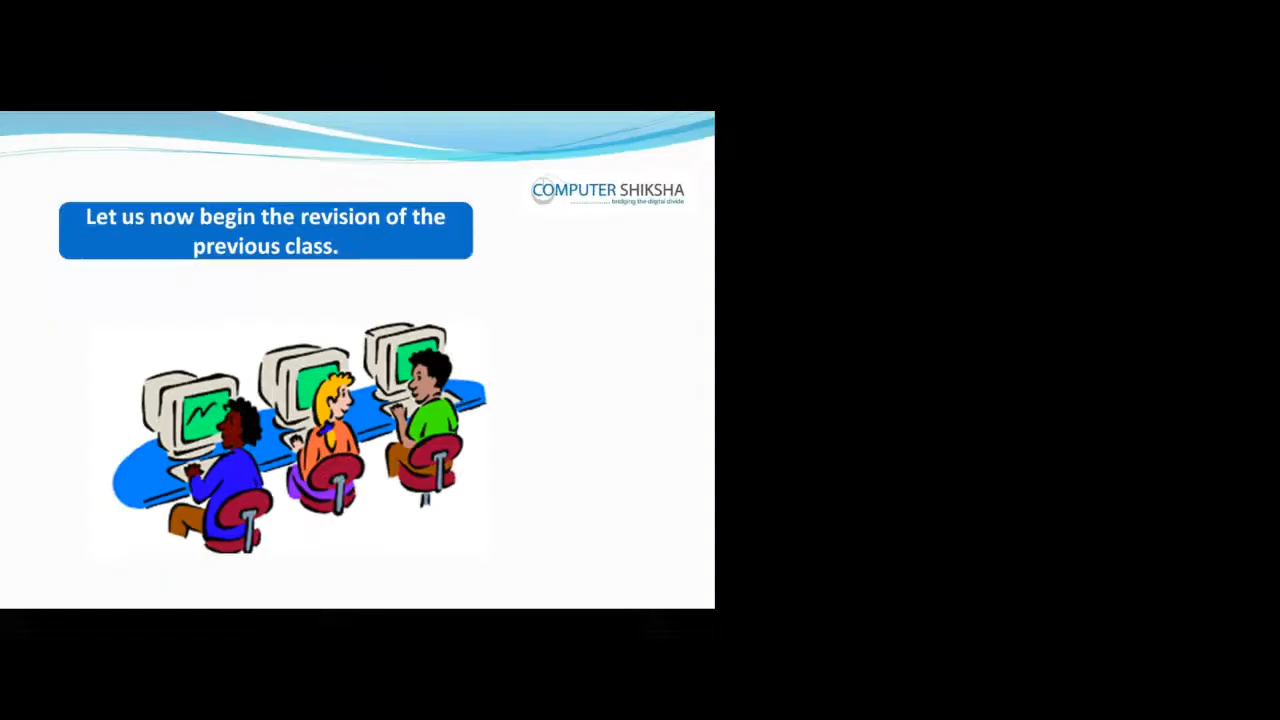 COMPUTER SHIKSHA
.................... bridging the digital divide
Let us now begin the revision of the
previous class.